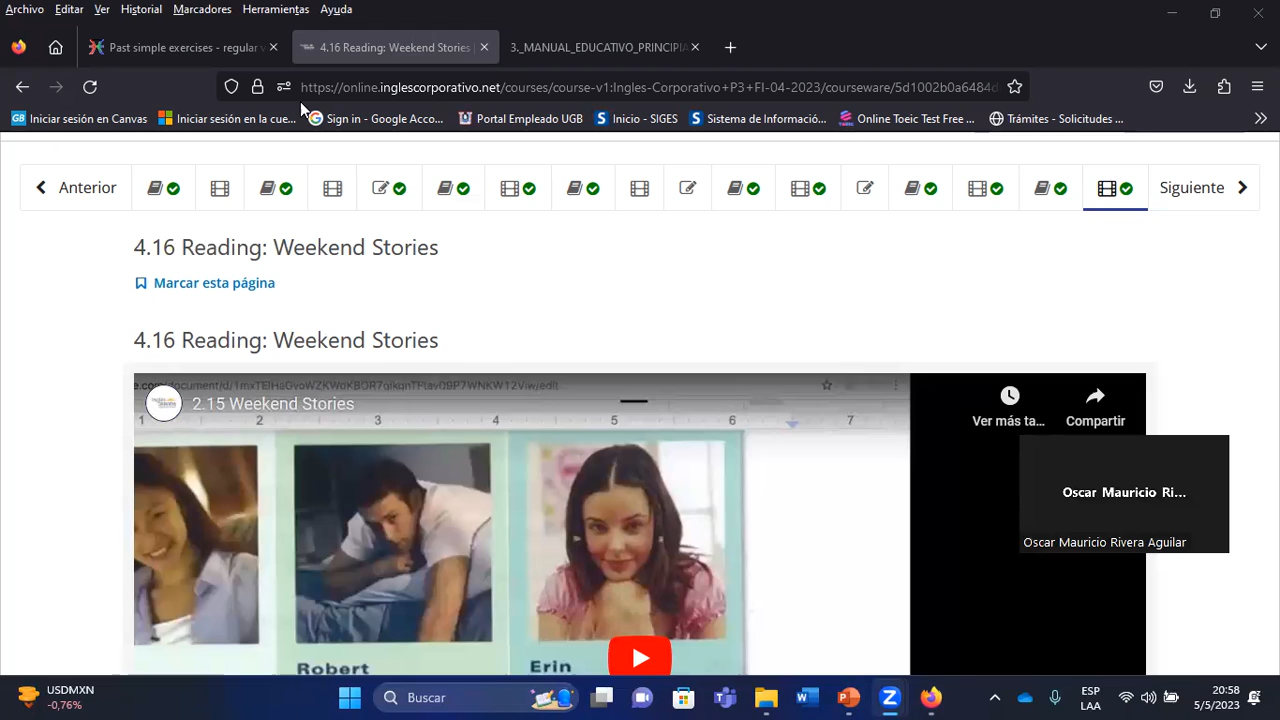 Archivo Editar Ver Historial Marcadores Herramientas Ayuda
Past simple exercises - regular v
4.16 Reading: Weekend Stories
3._MANUAL_EDUCATIVO_PRINCIPIA
https://online.inglescorporativo.net/courses/course-v1:Ingles-Corporativo+P3+FI-04-2023/courseware/5d1002b0a6484d
Iniciar sesión en Canvas
Iniciar sesión en la cue...
Sign in - Google Acco...
Portal Empleado UGB
Inicio - SIGES
Sistema de Informació...
Online Toeic Test Free ...
Trámites - Solicitudes ...
Anterior
Siguiente
4.16 Reading: Weekend Stories
Marcar esta página
4.16 Reading: Weekend Stories
2.15 Weekend Stories
Ver más ta...
Compartir
1 2 3 4 5 6 7
Oscar Mauricio Ri...
Oscar Mauricio Rivera Aguilar
Robert
Erin
USDMXN
-0,76%
Buscar
ESP
LAA
20:58
5/5/2023